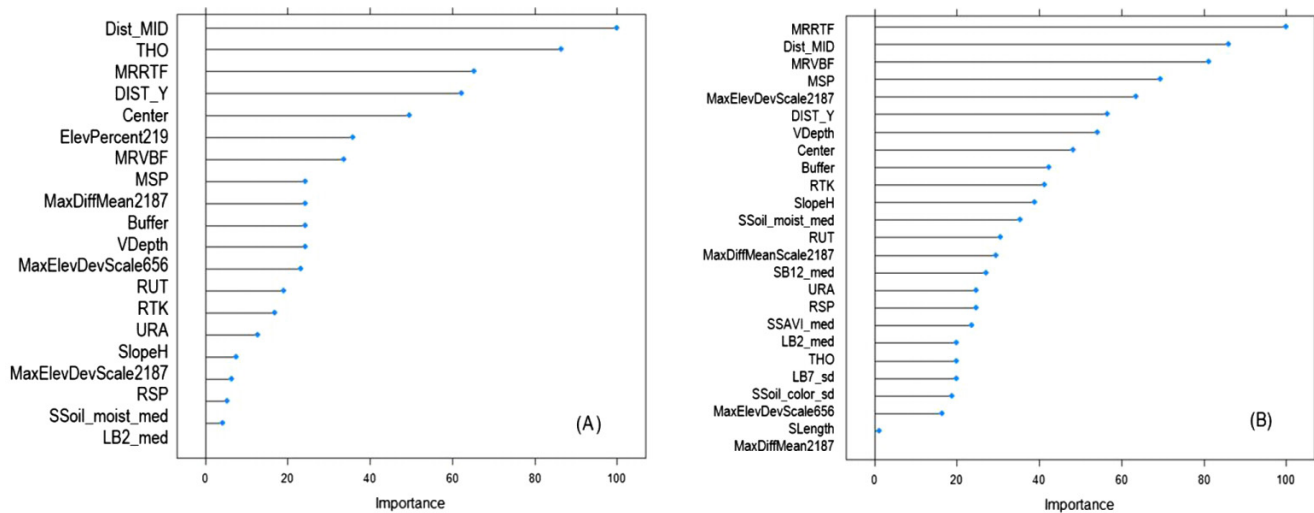 Dist_MID
THO
MRRTF
DIST_Y
Center
ElevPercent219
MRVBF
MSP
MaxDiffMean2187
Buffer
VDepth
MaxElevDevScale656
RUT
RTK
URA
SlopeH
MaxElevDevScale2187
RSP
SSoil_moist_med
LB2_med
(A)
0 20 40 60 80 100
Importance
MRRTF
Dist_MID
MRVBF
MSP
MaxElevDevScale2187
DIST_Y
VDepth
Center
Buffer
RTK
SlopeH
SSoil_moist_med
RUT
MaxDiffMeanScale2187
SB12_med
URA
RSP
SSAVI_med
LB2_med
THO
LB7_sd
SSoil_color_sd
MaxElevDevScale656
SLength
MaxDiffMean2187
(B)
0 20 40 60 80 100
Importance